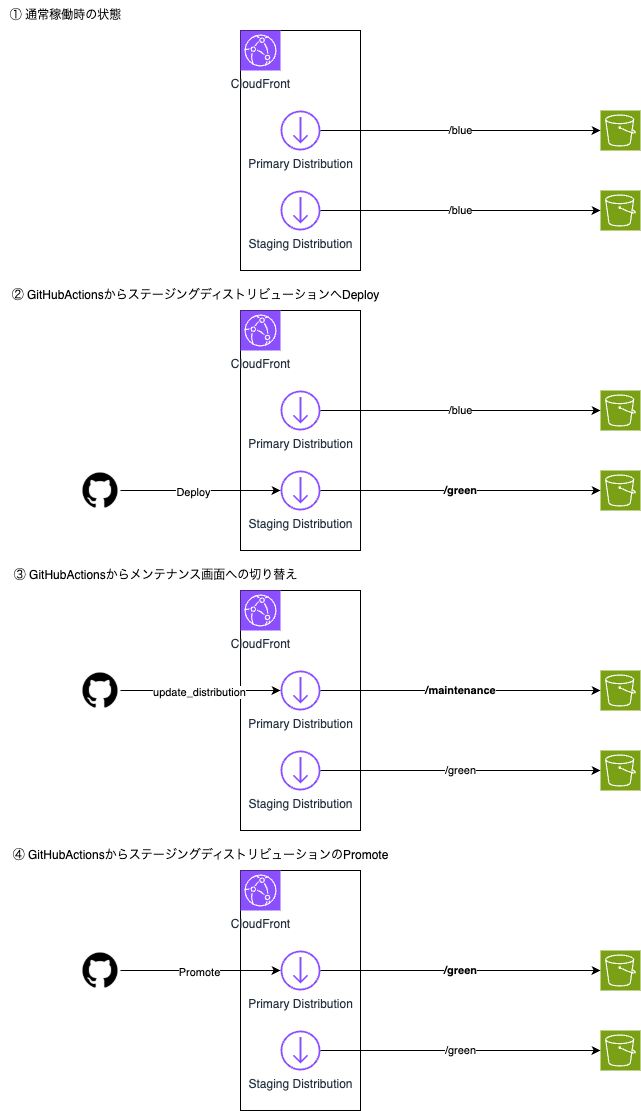 ① 通常稼働時の状態
CloudFront
/blue
Primary Distribution
/blue
Staging Distribution
② GitHubActionsからステージングディストリビューションへDeploy
CloudFront
/blue
Primary Distribution
Deploy
/green
Staging Distribution
③ GitHubActionsからメンテナンス画面への切り替え
CloudFront
update_distribution
/maintenance
Primary Distribution
/green
Staging Distribution
④ GitHubActionsからステージングディストリビューションのPromote
CloudFront
Promote
/green
Primary Distribution
/green
Staging Distribution